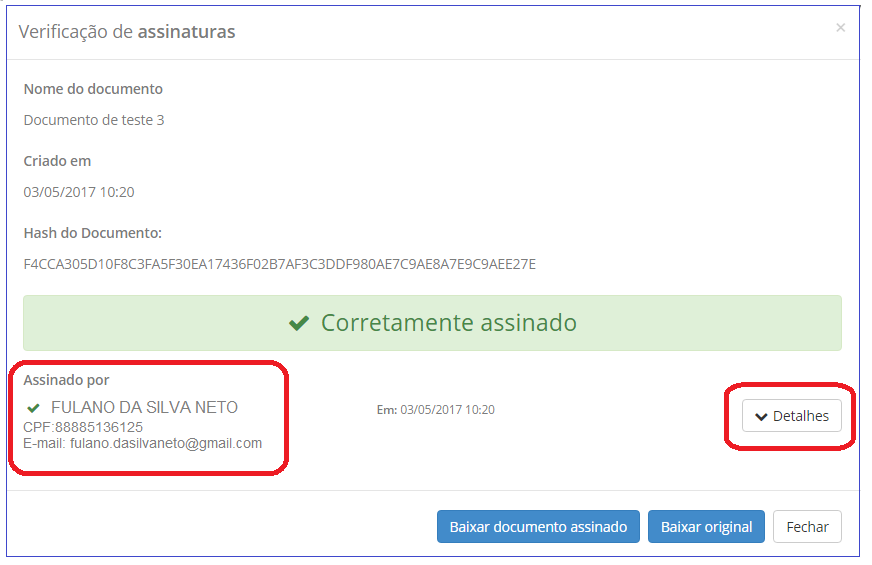 Verificação de assinaturas
×
Nome do documento
Documento de teste 3
Criado em
03/05/2017 10:20
Hash do Documento:
F4CCA305D10F8C3FA5F30EA17436F02B7AF3C3DDF980AE7C9AE8A7E9C9AEE27E
Corretamente assinado
Assinado por
FULANO DA SILVA NETO
CPF:88885136125
E-mail: fulano.dasilvaneto@gmail.com
Em: 03/05/2017 10:20
Detalhes
Baixar documento assinado
Baixar original
Fechar